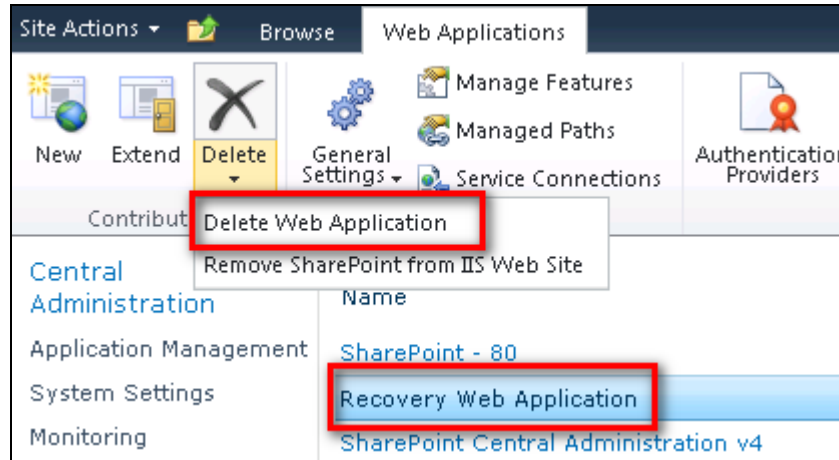 Site Actions
Browse
Web Applications
New
Extend
Delete
General
Settings
Manage Features
Managed Paths
Service Connections
Authentication
Providers
Contribut
Delete Web Application
Remove SharePoint from IIS Web Site
Central
Administration
Application Management
System Settings
Monitoring
Name
SharePoint - 80
Recovery Web Application
SharePoint Central Administration v4